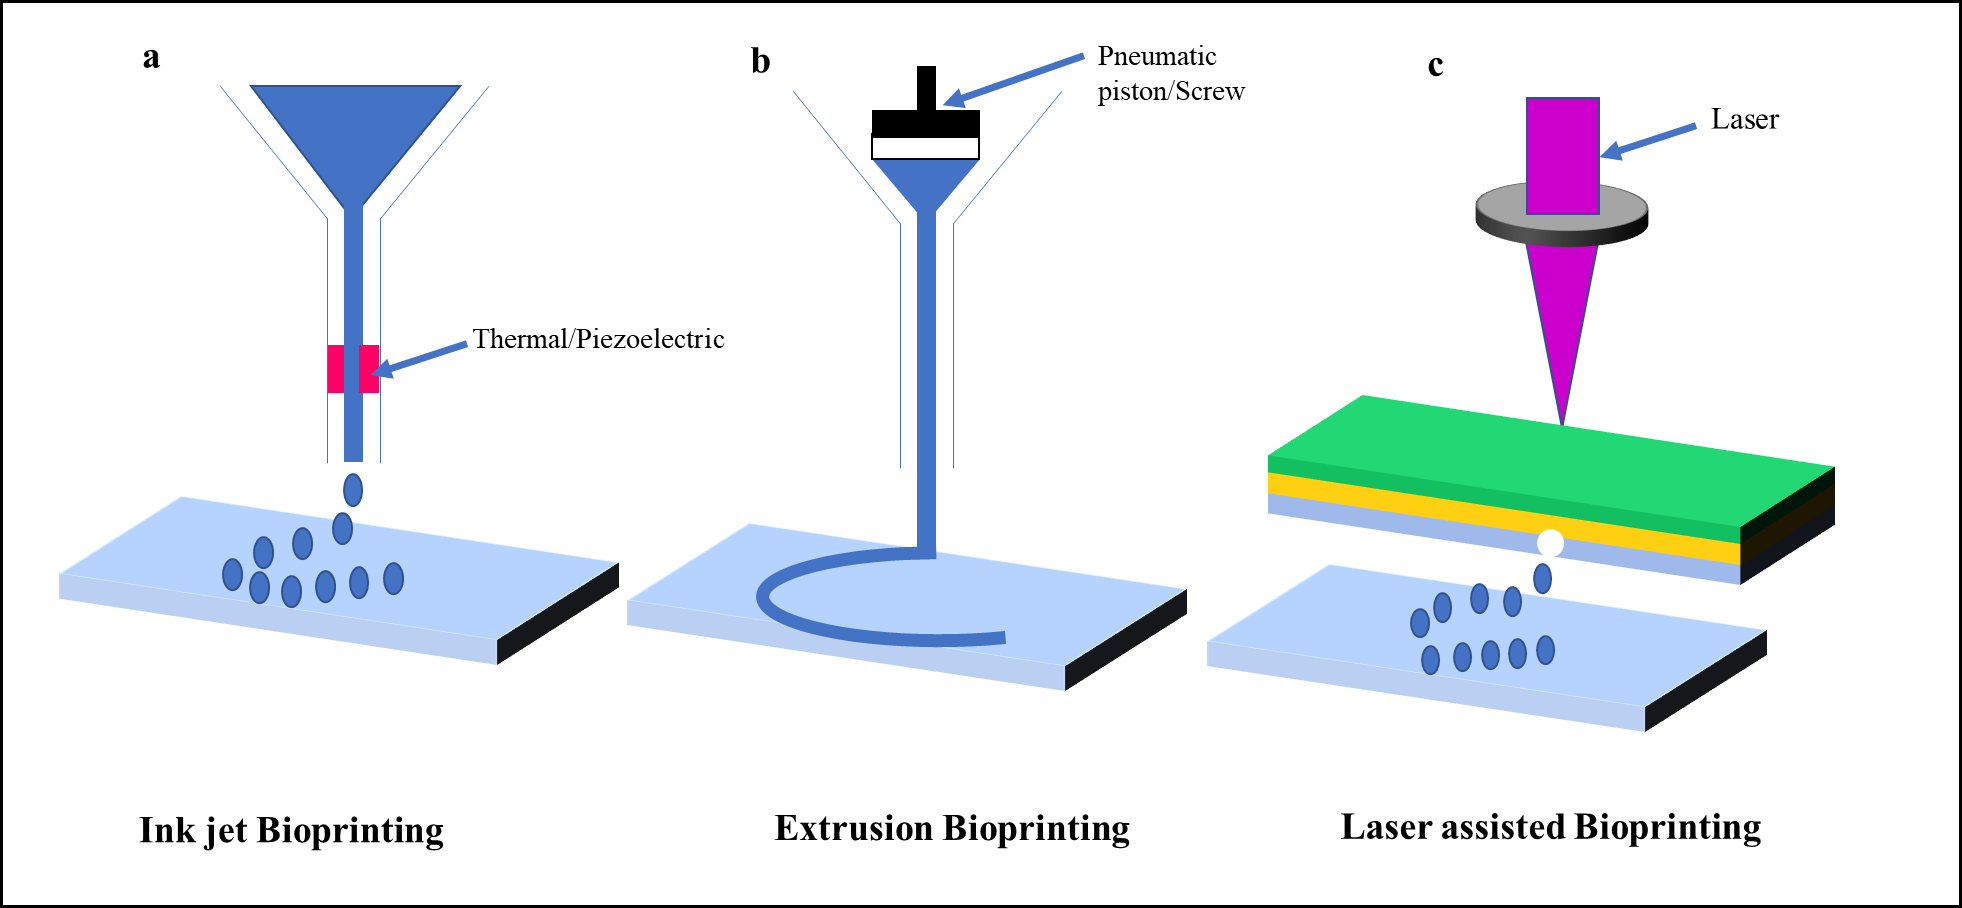 a
Thermal/Piezoelectric
Ink jet Bioprinting
b
Pneumatic
piston/Screw
Extrusion Bioprinting
c
Laser
Laser assisted Bioprinting